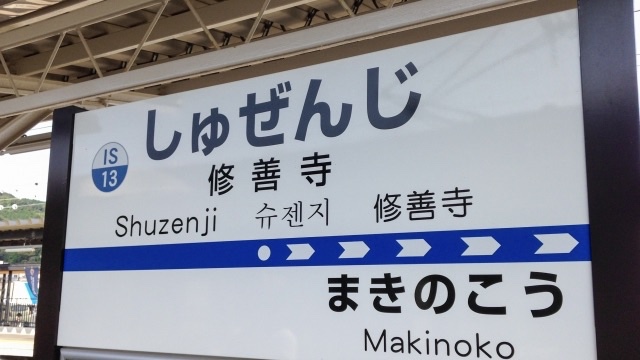 しゅぜんじ
IS
13
修善寺
Shuzenji 슈젠지 修善寺
まきのこう
Makinoko